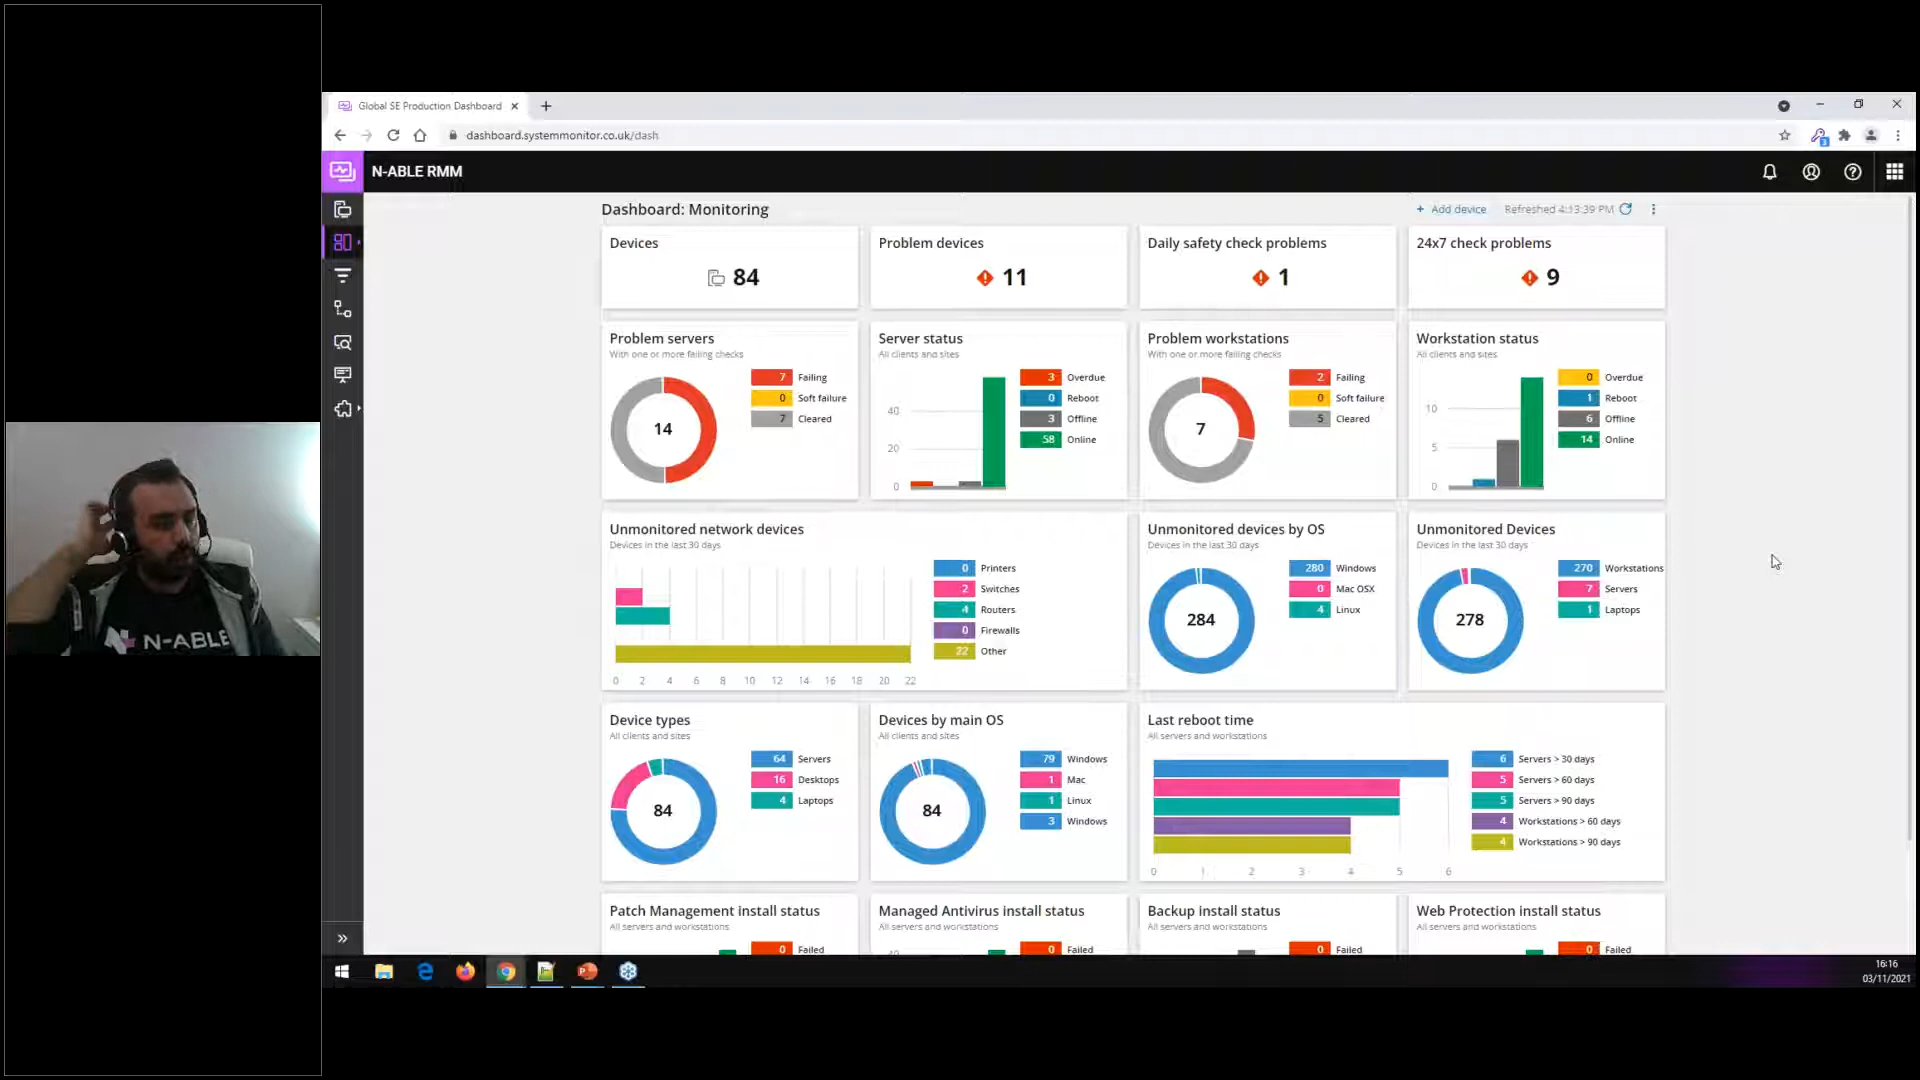 Global SE Production Dashboard
dashboard.systemmonitor.co.uk/dash
N-ABLE RMM
Dashboard: Monitoring
+ Add device
Refreshed 4:13:39 PM
Devices
84
Problem devices
11
Daily safety check problems
1
24x7 check problems
9
Problem servers
With one or more failing checks
14
7 Failing
0 Soft failure
7 Cleared
Server status
All clients and sites
40
20
0
3 Overdue
0 Reboot
3 Offline
58 Online
Problem workstations
With one or more failing checks
7
2 Failing
0 Soft failure
5 Cleared
Workstation status
All clients and sites
10
5
0
0 Overdue
1 Reboot
6 Offline
14 Online
Unmonitored network devices
Devices in the last 30 days
0 2 4 6 8 10 12 14 16 18 20 22
0 Printers
2 Switches
4 Routers
0 Firewalls
22 Other
Unmonitored devices by OS
Devices in the last 30 days
284
280 Windows
0 Mac OSX
4 Linux
Unmonitored Devices
Devices in the last 30 days
278
270 Workstations
7 Servers
1 Laptops
Device types
All clients and sites
84
64 Servers
16 Desktops
4 Laptops
Devices by main OS
All clients and sites
84
79 Windows
1 Mac
1 Linux
3 Windows
Last reboot time
All servers and workstations
0 1 2 3 4 5 6
6 Servers > 30 days
5 Servers > 60 days
5 Servers > 90 days
4 Workstations > 60 days
4 Workstations > 90 days
Patch Management install status
All servers and workstations
0 Failed
Managed Antivirus install status
All servers and workstations
0 Failed
Backup install status
All servers and workstations
0 Failed
Web Protection install status
All servers and workstations
0 Failed
16:16
03/11/2021
N-ABLE